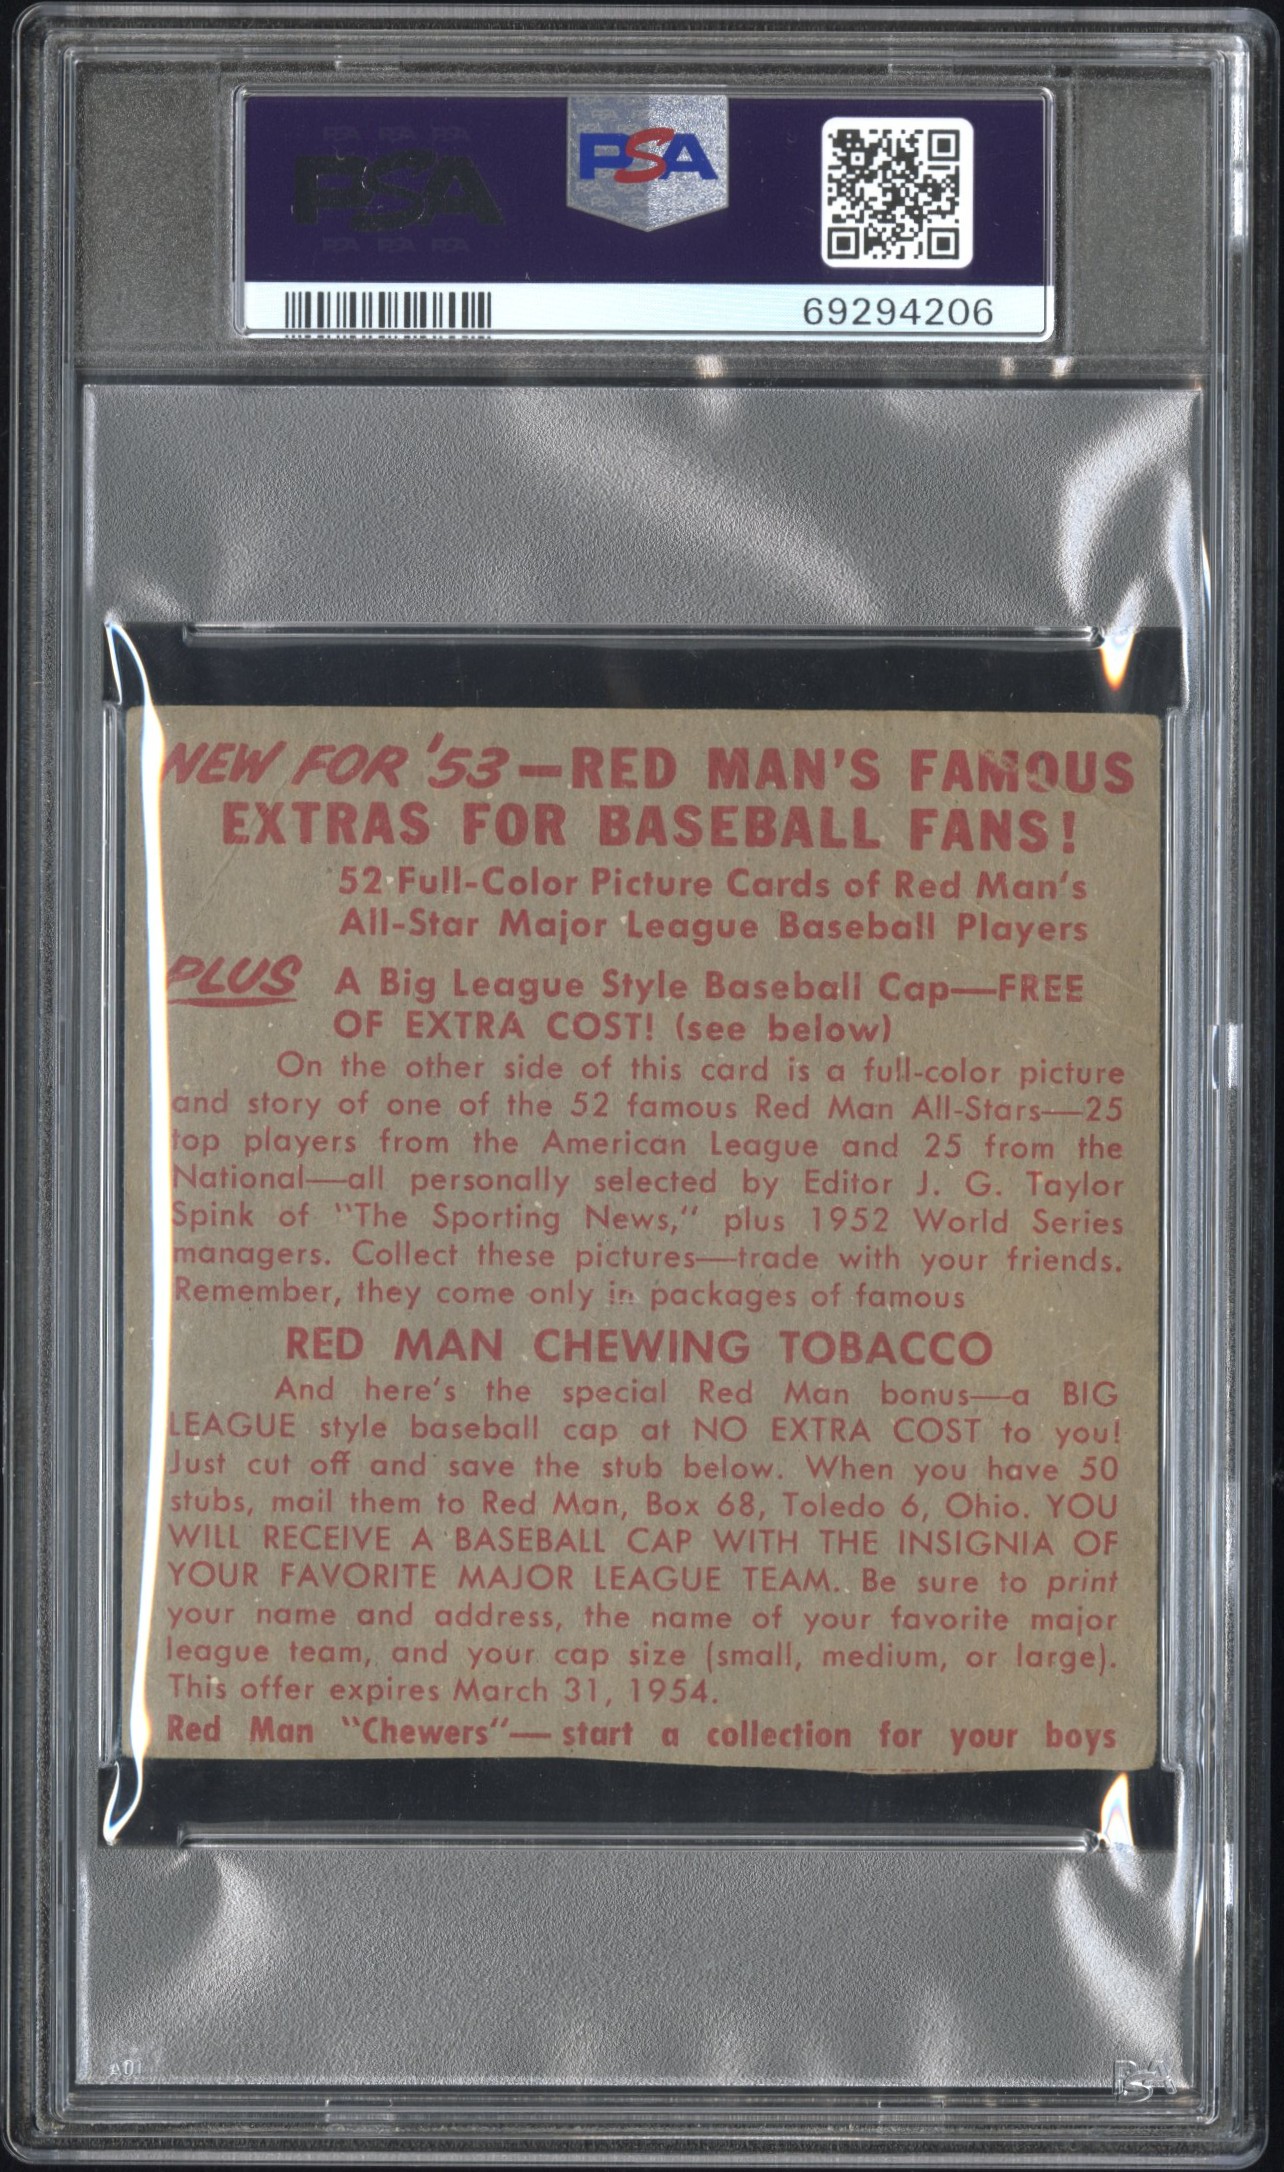 PSA
PSA
69294206
NEW FOR '53—RED MAN'S FAMOUS
EXTRAS FOR BASEBALL FANS!
52 Full-Color Picture Cards of Red Man's
All-Star Major League Baseball Players
PLUS A Big League Style Baseball Cap—FREE
OF EXTRA COST! (see below)
On the other side of this card is a full-color picture
and story of one of the 52 famous Red Man All-Stars—25
top players from the American League and 25 from the
National—all personally selected by Editor J. G. Taylor
Spink of "The Sporting News," plus 1952 World Series
managers. Collect these pictures—trade with your friends.
Remember, they come only in packages of famous
RED MAN CHEWING TOBACCO
And here's the special Red Man bonus—a BIG
LEAGUE style baseball cap at NO EXTRA COST to you!
Just cut off and save the stub below. When you have 50
stubs, mail them to Red Man, Box 68, Toledo 6, Ohio. YOU
WILL RECEIVE A BASEBALL CAP WITH THE INSIGNIA OF
YOUR FAVORITE MAJOR LEAGUE TEAM. Be sure to print
your name and address, the name of your favorite major
league team, and your cap size (small, medium, or large).
This offer expires March 31, 1954.
Red Man "Chewers"—start a collection for your boys
PSA